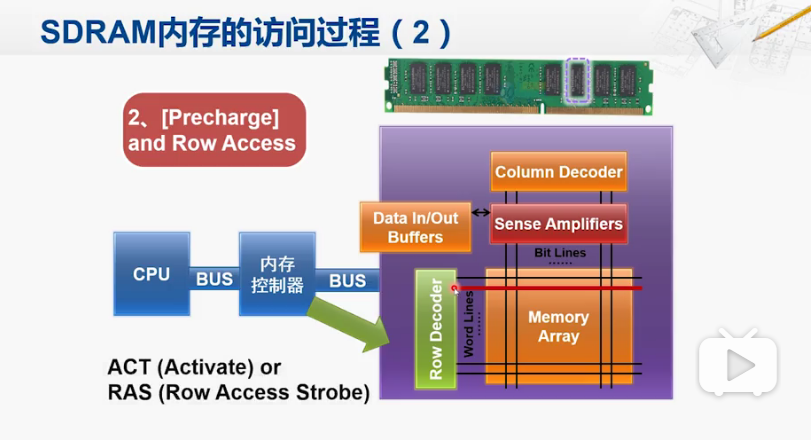 SDRAM内存的访问过程（2）
2、[Precharge]
and Row Access
Column Decoder
Data In/Out
Buffers
Sense Amplifiers
Bit Lines
......
CPU
BUS
内存
控制器
BUS
Row Decoder
Word Lines
......
Memory
Array
ACT (Activate) or
RAS (Row Access Strobe)